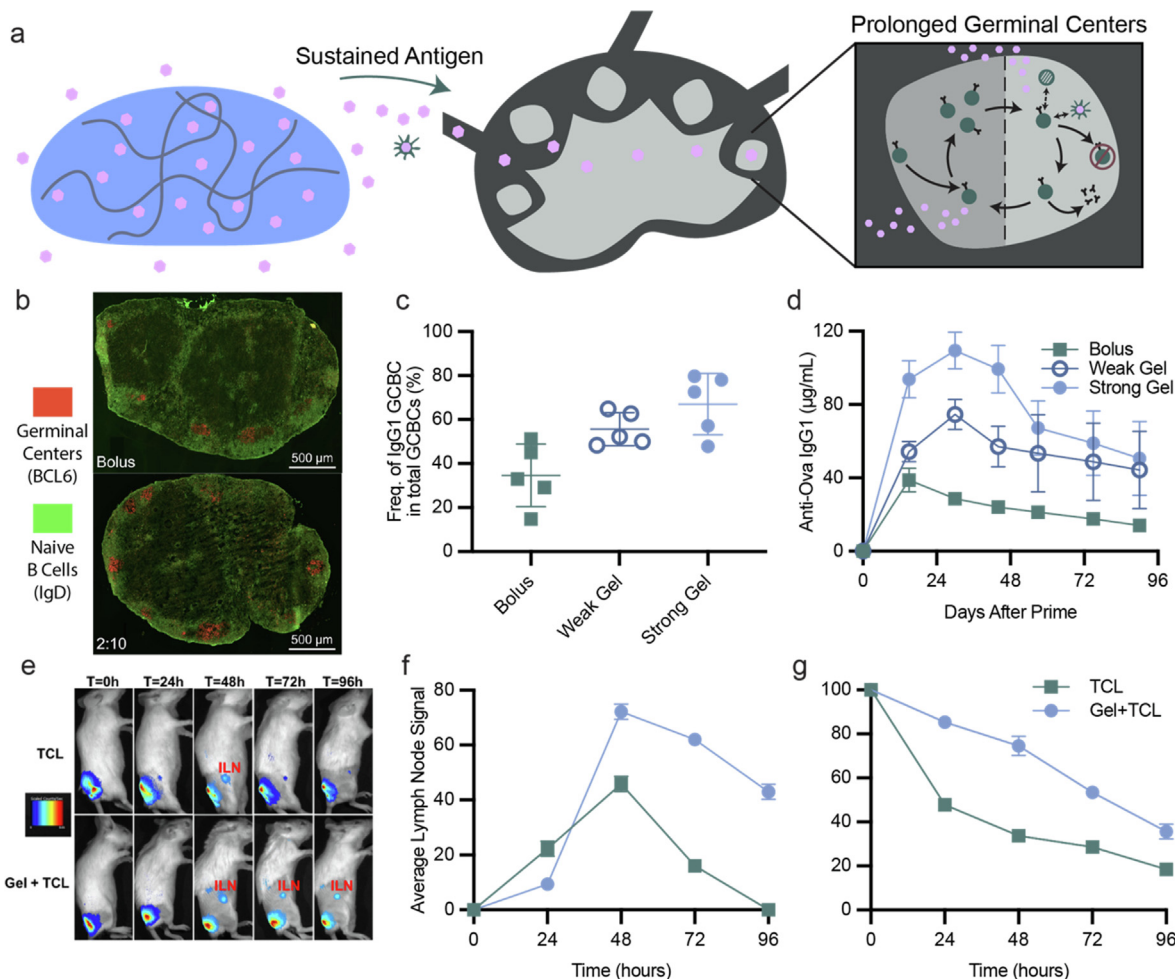 a
Sustained Antigen
Prolonged Germinal Centers
b
Germinal
Centers
(BCL6)
Naive
B Cells
(IgD)
Bolus
500 µm
2:10
500 µm
c
Freq. of IgG1 GCBC
in total GCBCs (%)
100
80
60
40
20
0
Bolus
Weak Gel
Strong Gel
d
Anti-Ova IgG1 (µg/mL)
120
80
40
0
Bolus
Weak Gel
Strong Gel
0 24 48 72 96
Days After Prime
e
T=0h T=24h T=48h T=72h T=96h
TCL
ILN
Gel + TCL
ILN ILN ILN
f
Average Lymph Node Signal
80
60
40
20
0
0 24 48 72 96
Time (hours)
g
100
80
60
40
20
0
TCL
Gel+TCL
0 24 48 72 96
Time (hours)